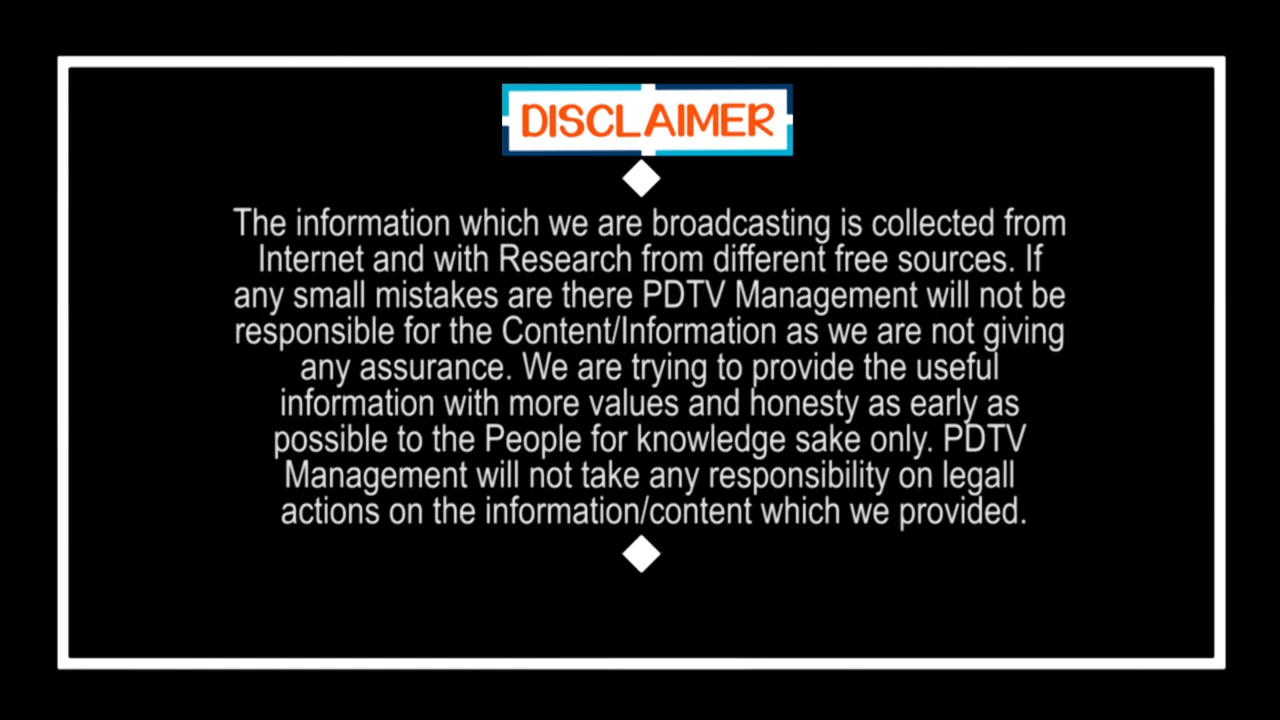 DISCLAIMER
The information which we are broadcasting is collected from
Internet and with Research from different free sources. If
any small mistakes are there PDTV Management will not be
responsible for the Content/Information as we are not giving
any assurance. We are trying to provide the useful
information with more values and honesty as early as
possible to the People for knowledge sake only. PDTV
Management will not take any responsibility on legall
actions on the information/content which we provided.